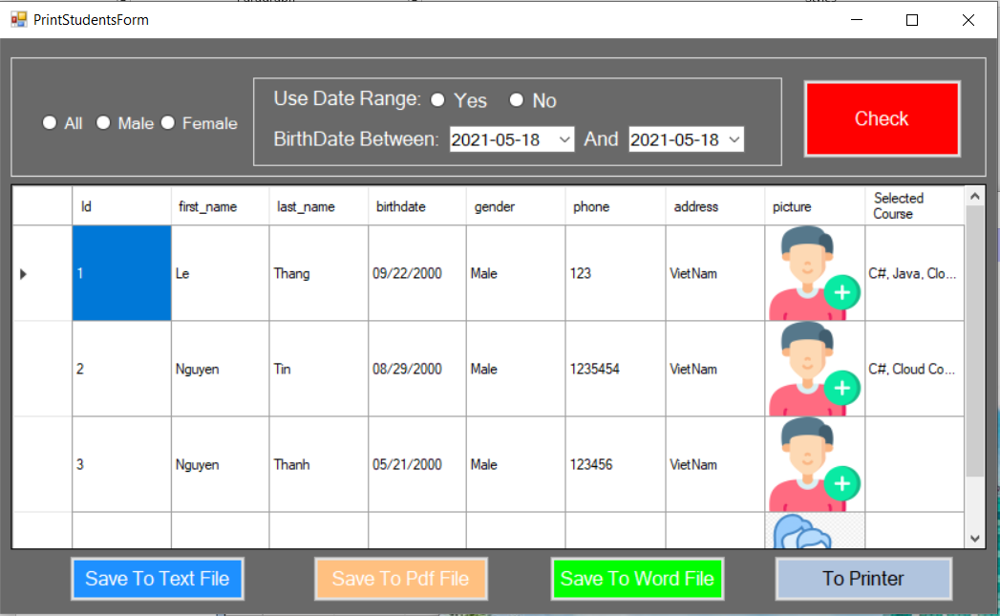 PrintStudentsForm
Use Date Range: Yes No
All Male Female
BirthDate Between: 2021-05-18 And 2021-05-18
Check
Id first_name last_name birthdate gender phone address picture Selected Course
1 Le Thang 09/22/2000 Male 123 VietNam C#, Java, Clo...
2 Nguyen Tin 08/29/2000 Male 1235454 VietNam C#, Cloud Co...
3 Nguyen Thanh 05/21/2000 Male 123456 VietNam
Save To Text File Save To Pdf File Save To Word File To Printer